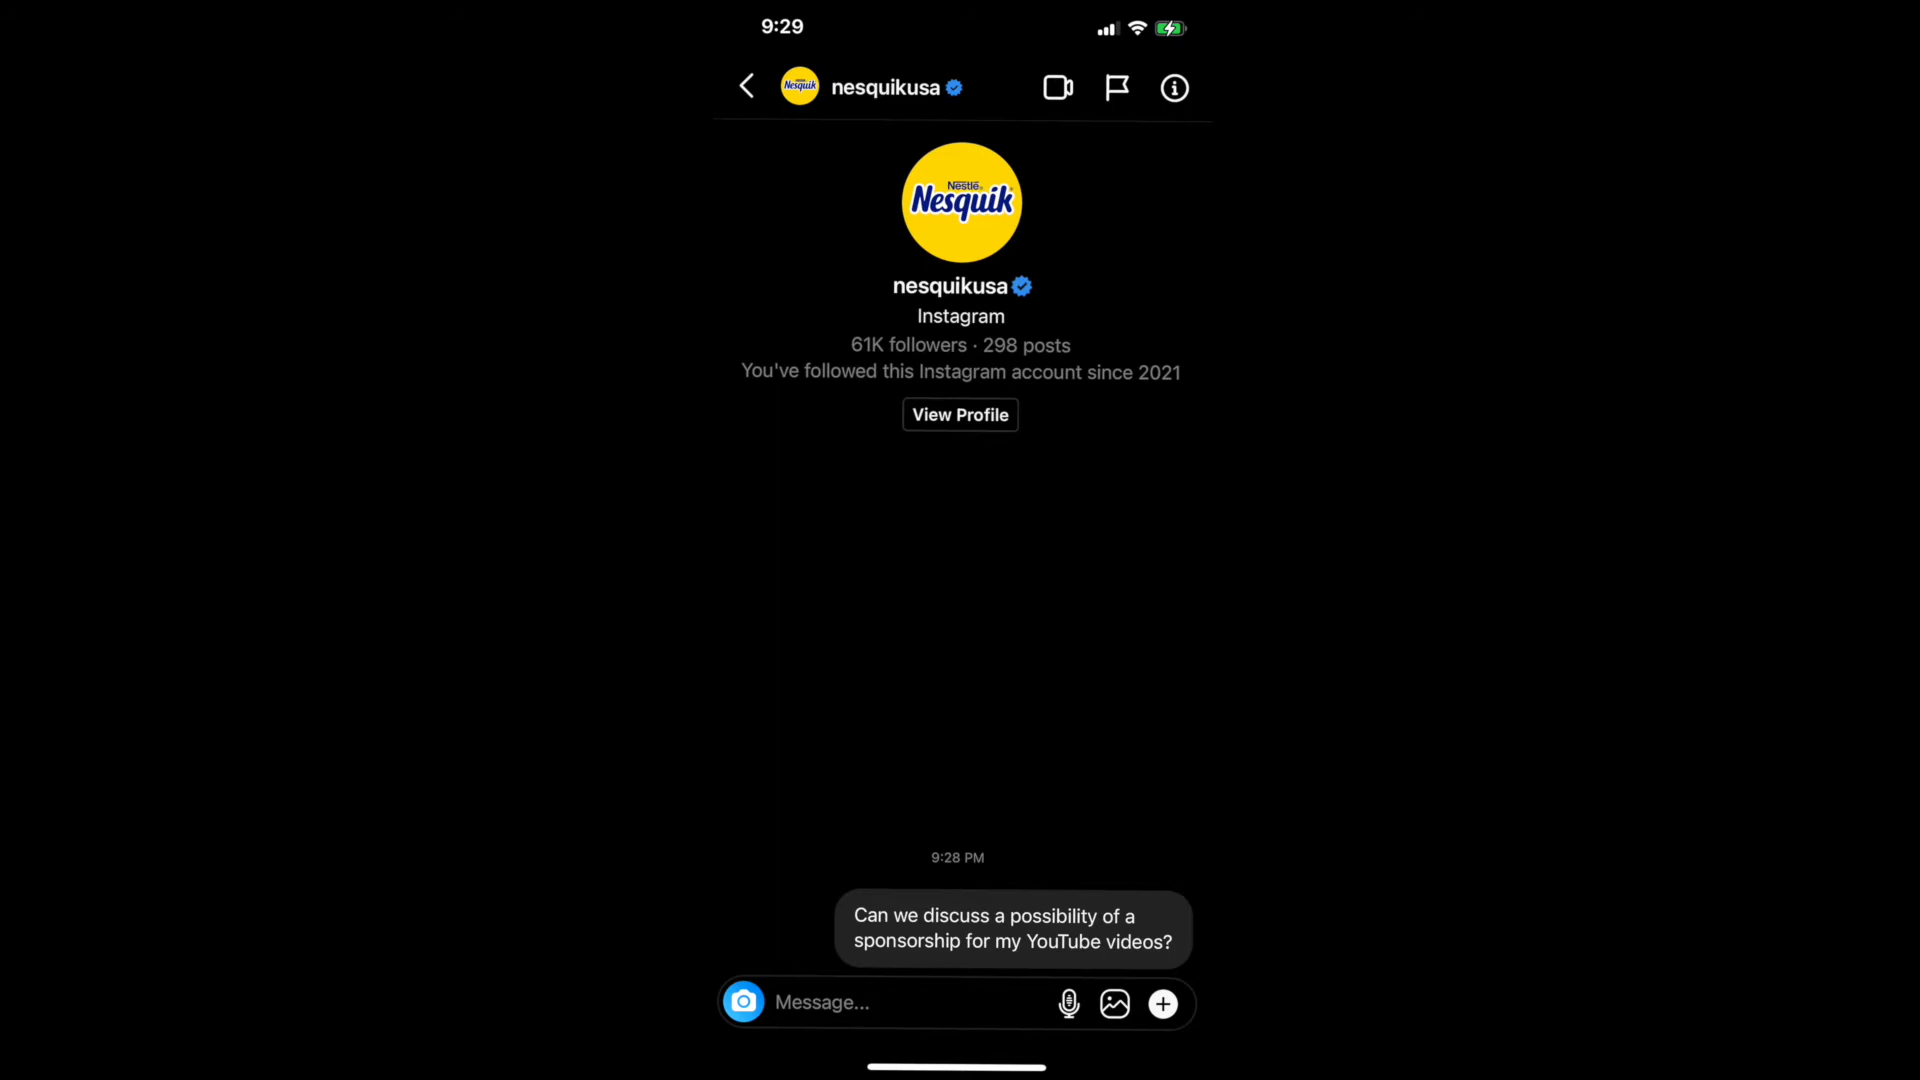 9:29
Nesquik
nesquikusa
Nestlé
Nesquik
nesquikusa
Instagram
61K followers · 298 posts
You've followed this Instagram account since 2021
View Profile
9:28 PM
Can we discuss a possibility of a
sponsorship for my YouTube videos?
Message...